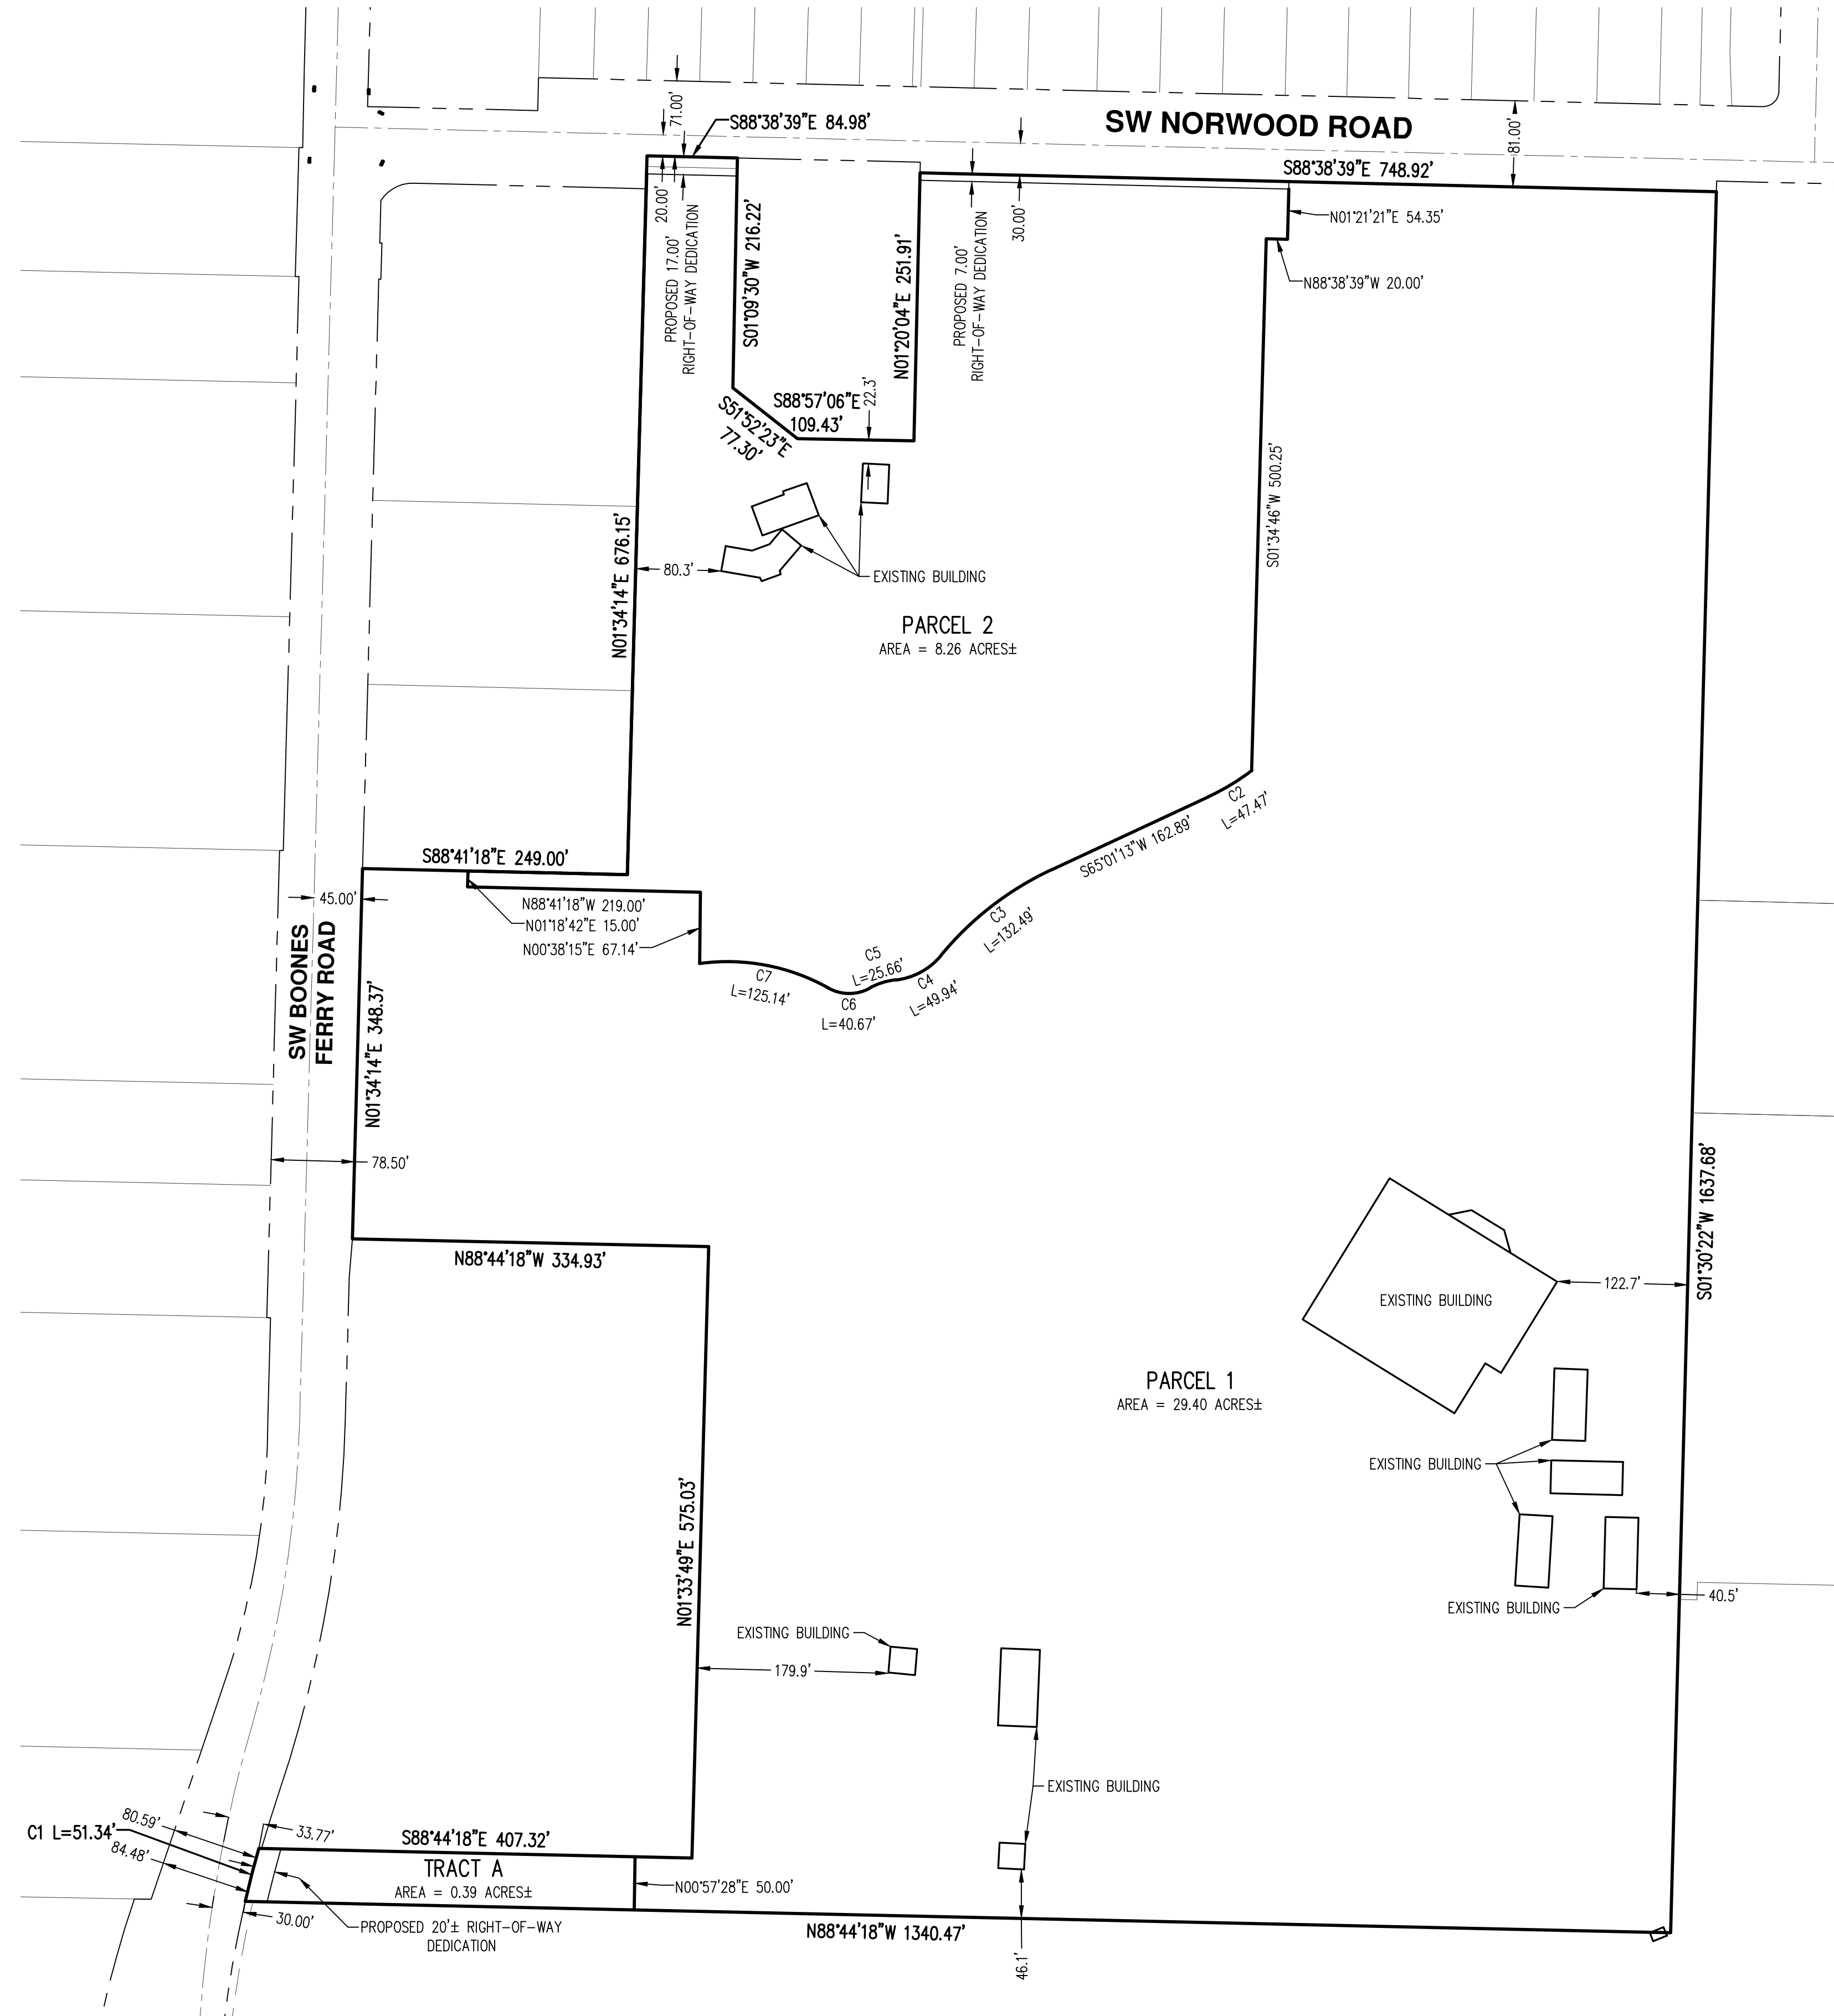 SW NORWOOD ROAD
71.00'
S88°38'39"E 84.98'
81.00'
S88°38'39"E 748.92'
20.00'
PROPOSED 17.00'
RIGHT-OF-WAY DEDICATION
S01°09'30"W 216.22'
N01°20'04"E 251.91'
PROPOSED 7.00'
RIGHT-OF-WAY DEDICATION
30.00'
N01°21'21"E 54.35'
N88°38'39"W 20.00'
S51°52'23"E
77.30'
S88°57'06"E
109.43'
22.3'
S01°34'46"W 500.25'
N01°34'14"E 676.15'
80.3'
EXISTING BUILDING
PARCEL 2
AREA = 8.26 ACRES±
C2
L=47.47'
S65°01'13"W 162.89'
S88°41'18"E 249.00'
45.00'
N88°41'18"W 219.00'
N01°18'42"E 15.00'
N00°38'15"E 67.14'
C3
L=132.49'
C5
L=25.66'
C4
L=49.94'
C7
L=125.14'
C6
L=40.67'
SW BOONES
FERRY ROAD
N01°34'14"E 348.37'
78.50'
N88°44'18"W 334.93'
S01°30'22"W 1637.68'
EXISTING BUILDING
122.7'
PARCEL 1
AREA = 29.40 ACRES±
EXISTING BUILDING
N01°33'49"E 575.03'
EXISTING BUILDING
40.5'
EXISTING BUILDING
179.9'
EXISTING BUILDING
80.59'
C1 L=51.34'
84.48'
33.77'
S88°44'18"E 407.32'
TRACT A
AREA = 0.39 ACRES±
N00°57'28"E 50.00'
30.00'
PROPOSED 20'± RIGHT-OF-WAY
DEDICATION
N88°44'18"W 1340.47'
46.1'